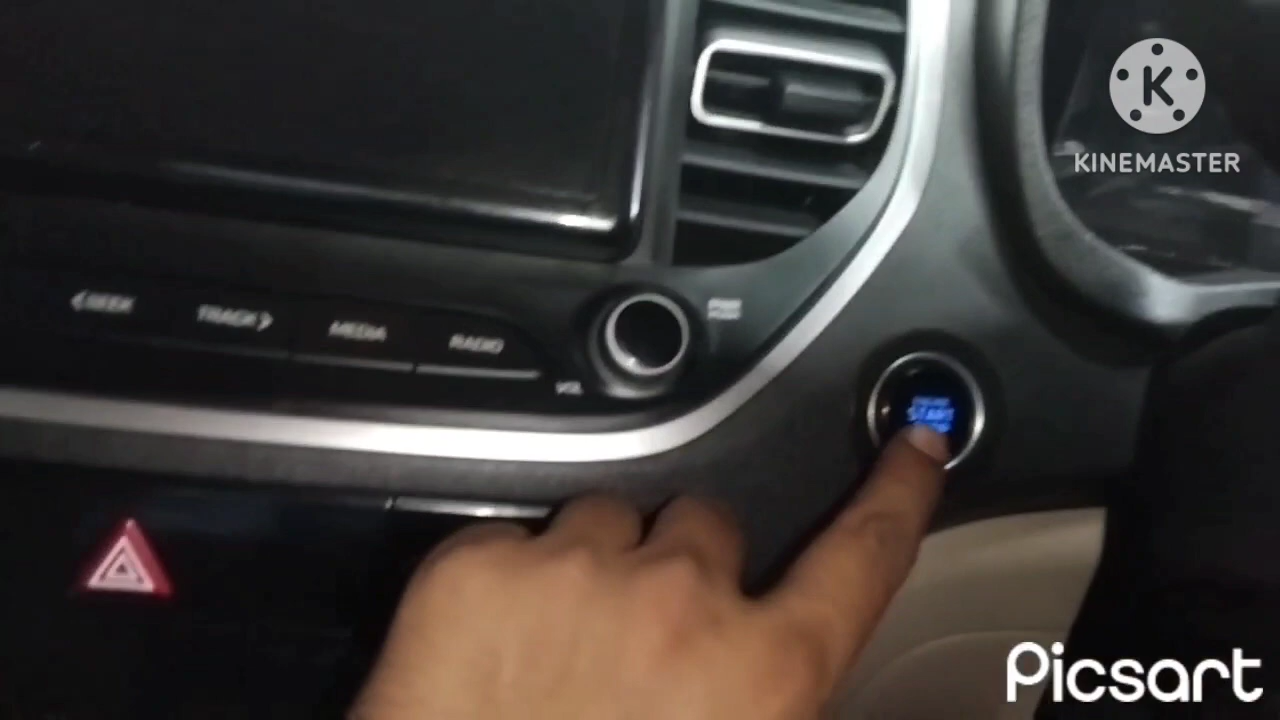 KINEMASTER
<SEEK
TRACK>
MEDIA
RADIO
VOL
START
Picsart